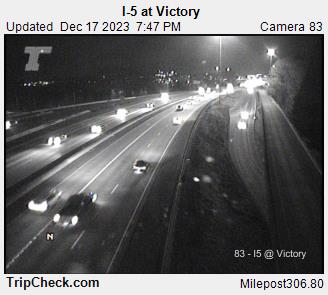 I-5 at Victory
Updated Dec 17 2023 7:47 PM Camera 83
T
N
83 - I5 @ Victory
TripCheck.com Milepost306.80